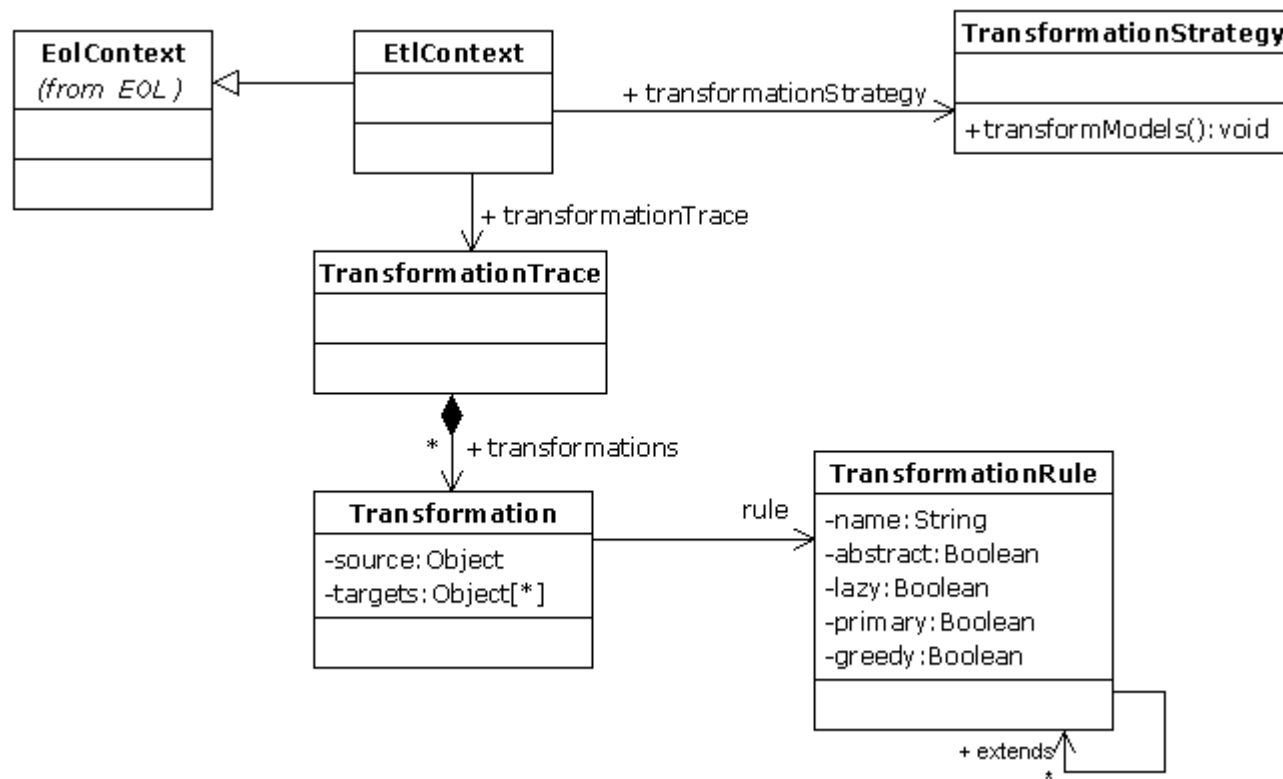 EolContext
(from EOL)
EtlContext
TransformationStrategy
+transformModels():void
+ transformationStrategy
+ transformationTrace
TransformationTrace
* + transformations
Transformation
-source:Object
-targets:Object[*]
rule
TransformationRule
-name:String
-abstract:Boolean
-lazy:Boolean
-primary:Boolean
-greedy:Boolean
+ extends
*